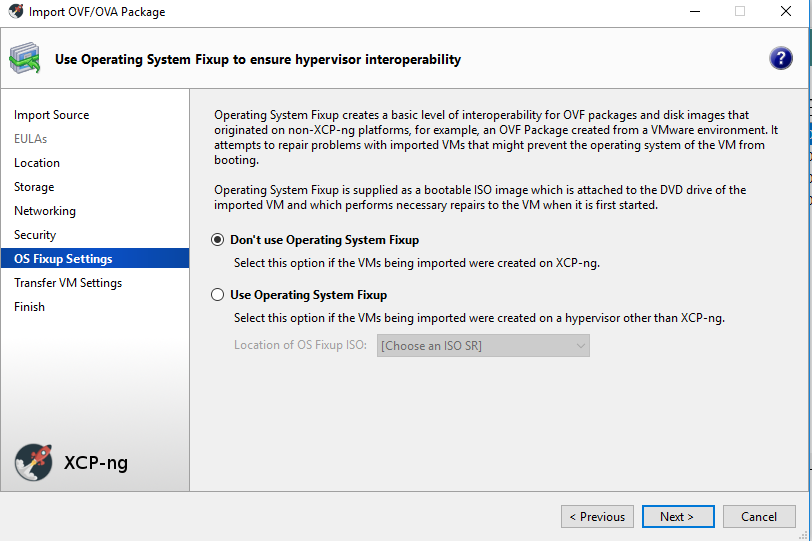 Import OVF/OVA Package
Use Operating System Fixup to ensure hypervisor interoperability
?
Import Source
EULAs
Location
Storage
Networking
Security
OS Fixup Settings
Transfer VM Settings
Finish
XCP-ng
Operating System Fixup creates a basic level of interoperability for OVF packages and disk images that
originated on non-XCP-ng platforms, for example, an OVF Package created from a VMware environment. It
attempts to repair problems with imported VMs that might prevent the operating system of the VM from
booting.
Operating System Fixup is supplied as a bootable ISO image which is attached to the DVD drive of the
imported VM and which performs necessary repairs to the VM when it is first started.
Don't use Operating System Fixup
Select this option if the VMs being imported were created on XCP-ng.
Use Operating System Fixup
Select this option if the VMs being imported were created on a hypervisor other than XCP-ng.
Location of OS Fixup ISO: [Choose an ISO SR]
< Previous Next > Cancel